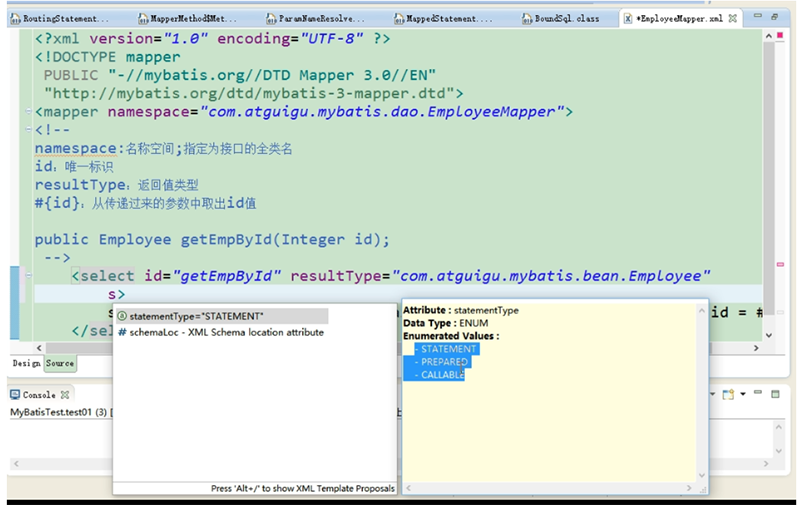 RoutingStatement...
MapperMethod$Met...
ParamNameResolve...
MappedStatement....
BoundSql.class
*EmployeeMapper.xml
<?xml version="1.0" encoding="UTF-8" ?>
<!DOCTYPE mapper
PUBLIC "-//mybatis.org//DTD Mapper 3.0//EN"
"http://mybatis.org/dtd/mybatis-3-mapper.dtd">
<mapper namespace="com.atguigu.mybatis.dao.EmployeeMapper">
<!--
namespace:名称空间;指定为接口的全类名
id：唯一标识
resultType：返回值类型
#{id}：从传递过来的参数中取出id值
public Employee getEmpById(Integer id);
-->
<select id="getEmpById" resultType="com.atguigu.mybatis.bean.Employee"
s>
s
id = #
</sel
statementType="STATEMENT"
# schemaLoc - XML Schema location attribute
Press 'Alt+/' to show XML Template Proposals
Attribute : statementType
Data Type : ENUM
Enumerated Values :
- STATEMENT
- PREPARED
- CALLABLE
Design
Source
Console
MyBatisTest.test01 (3) [